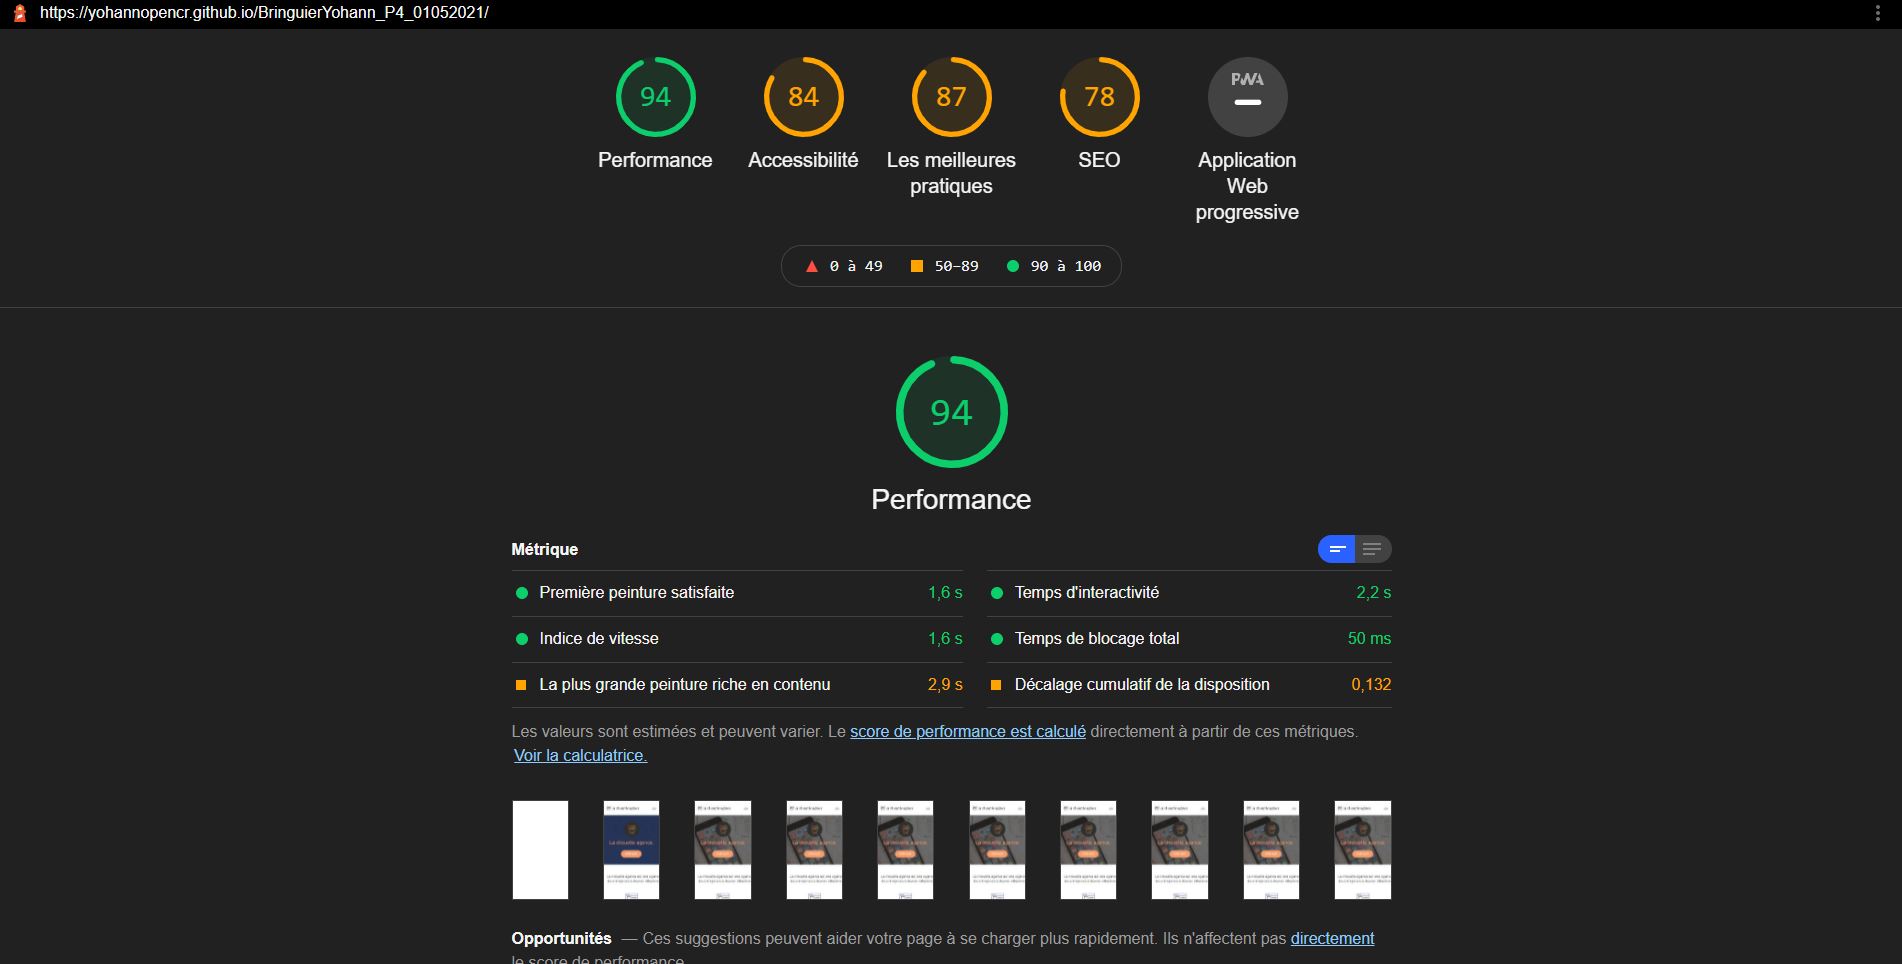 https://yohannopencr.github.io/BringuierYohann_P4_01052021/
94
84
87
78
PWA
Performance
Accessibilité
Les meilleures
pratiques
SEO
Application
Web
progressive
0 à 49
50–89
90 à 100
94
Performance
Métrique
Première peinture satisfaite 1,6 s
Temps d'interactivité 2,2 s
Indice de vitesse 1,6 s
Temps de blocage total 50 ms
La plus grande peinture riche en contenu 2,9 s
Décalage cumulatif de la disposition 0,132
Les valeurs sont estimées et peuvent varier. Le score de performance est calculé directement à partir de ces métriques.
Voir la calculatrice.
Opportunités — Ces suggestions peuvent aider votre page à se charger plus rapidement. Ils n'affectent pas directement
le score de performance